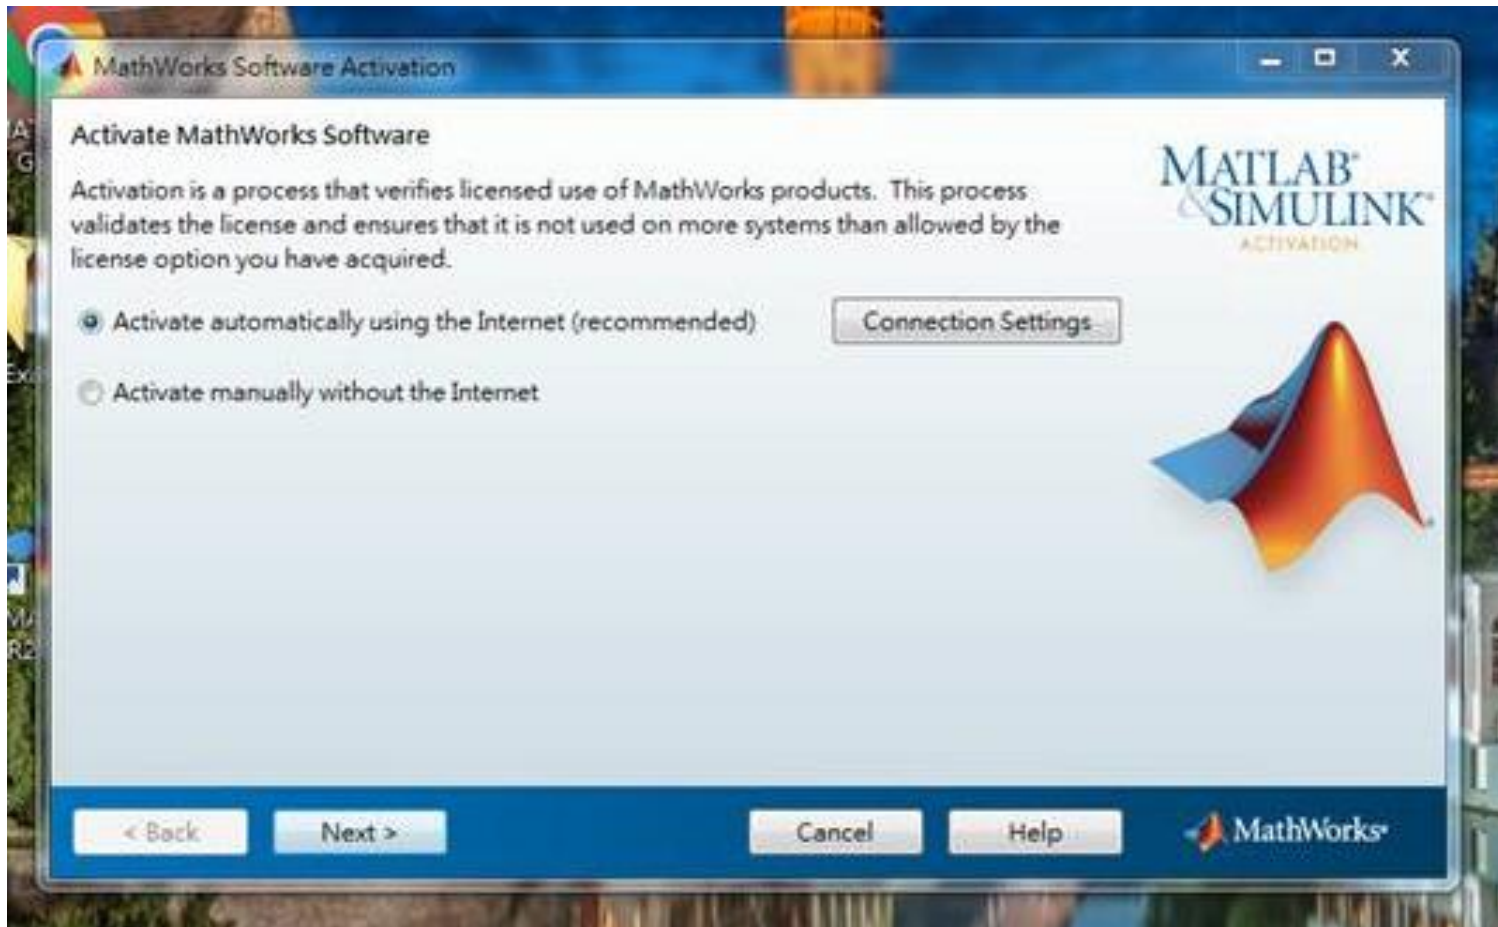 MathWorks Software Activation
Activate MathWorks Software
Activation is a process that verifies licensed use of MathWorks products. This process
validates the license and ensures that it is not used on more systems than allowed by the
license option you have acquired.
Activate automatically using the Internet (recommended)
Connection Settings
Activate manually without the Internet
MATLAB®
&SIMULINK®
ACTIVATION
< Back
Next >
Cancel
Help
MathWorks®